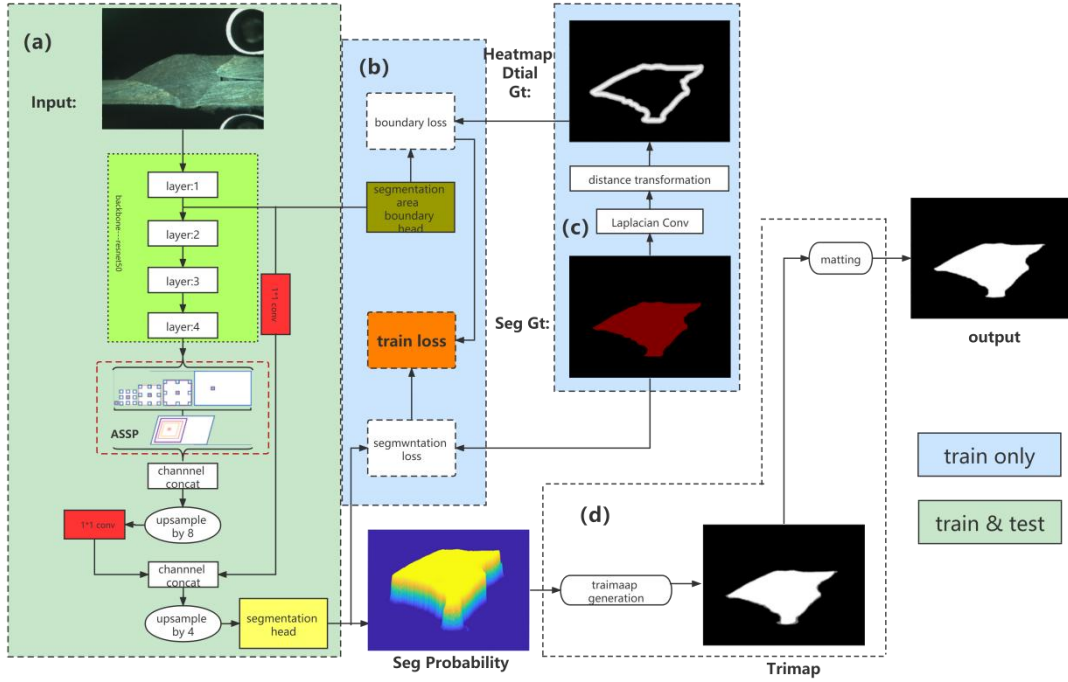 (a)
Input:
layer:1
layer:2
layer:3
layer:4
backbone----resnet50
1*1 conv
ASSP
channnel
concat
upsample
by 8
1*1 conv
channnel
concat
upsample
by 4
segmentation
head
(b)
boundary loss
segmentation
area
boundary
head
train loss
segmwntation
loss
Heatmap
Dtial
Gt:
distance transformation
Laplacian Conv
(c)
Seg Gt:
Seg Probability
(d)
traimaap
generation
Trimap
matting
output
train only
train & test